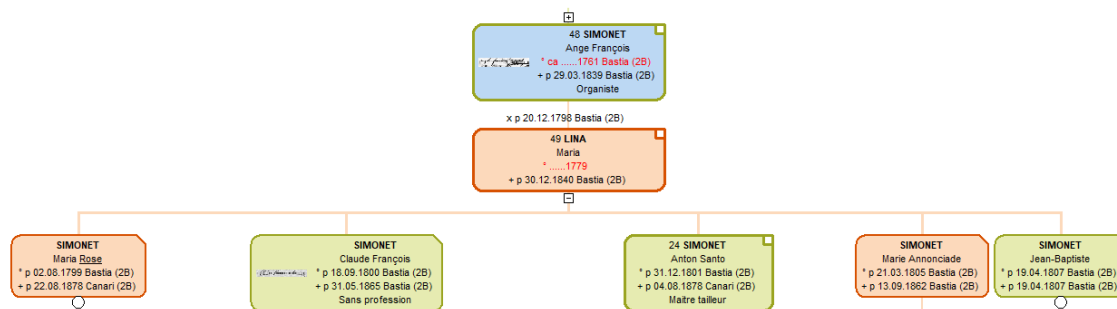 48 SIMONET
Ange François
° ca ......1761 Bastia (2B)
+ p 29.03.1839 Bastia (2B)
Organiste
x p 20.12.1798 Bastia (2B)
49 LINA
Maria
° ......1779
+ p 30.12.1840 Bastia (2B)
SIMONET
Maria Rose
° p 02.08.1799 Bastia (2B)
+ p 22.08.1878 Canari (2B)
SIMONET
Claude François
° p 18.09.1800 Bastia (2B)
+ p 31.05.1865 Bastia (2B)
Sans profession
24 SIMONET
Anton Santo
° p 31.12.1801 Bastia (2B)
+ p 04.08.1878 Bastia (2B)
Maitre tailleur
SIMONET
Marie Annonciade
° p 21.03.1805 Bastia (2B)
+ p 13.09.1862 Bastia (2B)
SIMONET
Jean-Baptiste
° p 19.04.1807 Bastia (2B)
+ p 19.04.1807 Bastia (2B)